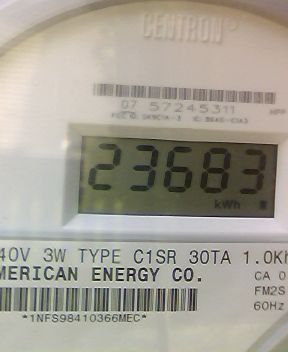 CENTRON
07 57245311
23683
kWh
40V 3W TYPE C1SR 30TA 1.0Kh
MERICAN ENERGY CO.
CA 0
FM2S
60Hz
*1NFS98410366MEC*